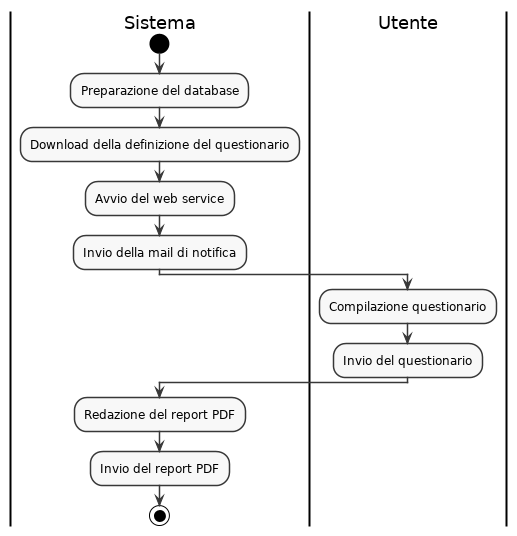 Sistema
Utente
Preparazione del database
Download della definizione del questionario
Avvio del web service
Invio della mail di notifica
Compilazione questionario
Invio del questionario
Redazione del report PDF
Invio del report PDF